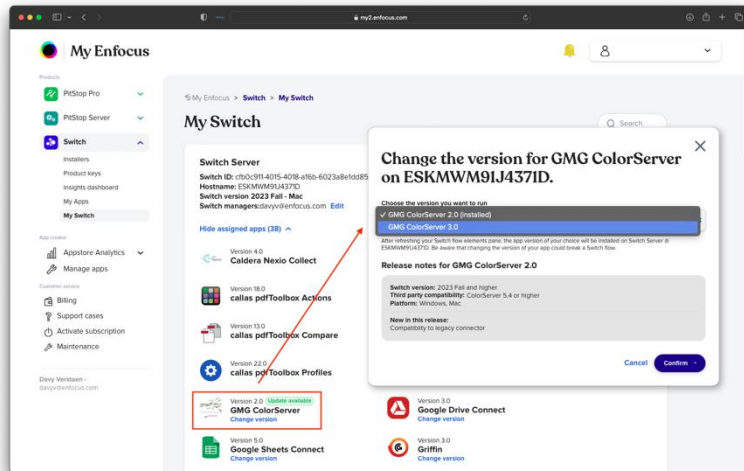 my2.enfocus.com
My Enfocus
Products
PitStop Pro
PitStop Server
Switch
Installers
Product keys
Insights dashboard
My Apps
My Switch
App creator
Appstore Analytics
Manage apps
Customer service
Billing
Support cases
Activate subscription
Maintenance
Davy Verstaen -
davyv@enfocus.com
My Enfocus > Switch > My Switch
My Switch
Search
Switch Server
Switch ID: cfb0c911-4015-4018-a16b-6023a8e1dd85
Hostname: ESKMWM91J4371D
Switch version 2023 Fall - Mac
Switch managers:davyv@enfocus.com Edit
Hide assigned apps (38)
Version 4.0
Caldera Nexio Collect
Version 18.0
callas pdfToolbox Actions
Version 13.0
callas pdfToolbox Compare
Version 22.0
callas pdfToolbox Profiles
Version 2.0 Update available
GMG ColorServer
Change version
Version 3.0
Google Drive Connect
Change version
Version 5.0
Google Sheets Connect
Change version
Version 3.0
Griffin
Change version
Change the version for GMG ColorServer
on ESKMWM91J4371D.
Choose the version you want to run
✓ GMG ColorServer 2.0 (Installed)
GMG ColorServer 3.0
After refreshing your Switch flow elements pane, the app version of your choice will be installed on Switch Server @
ESKMWM91J4371D. Be aware that changing the version of your app could break a Switch flow.
Release notes for GMG ColorServer 2.0
Switch version: 2023 Fall and higher
Third party compatibility: ColorServer 5.4 or higher
Platform: Windows, Mac
New in this release:
Compatiblity to legacy connector
Cancel
Confirm